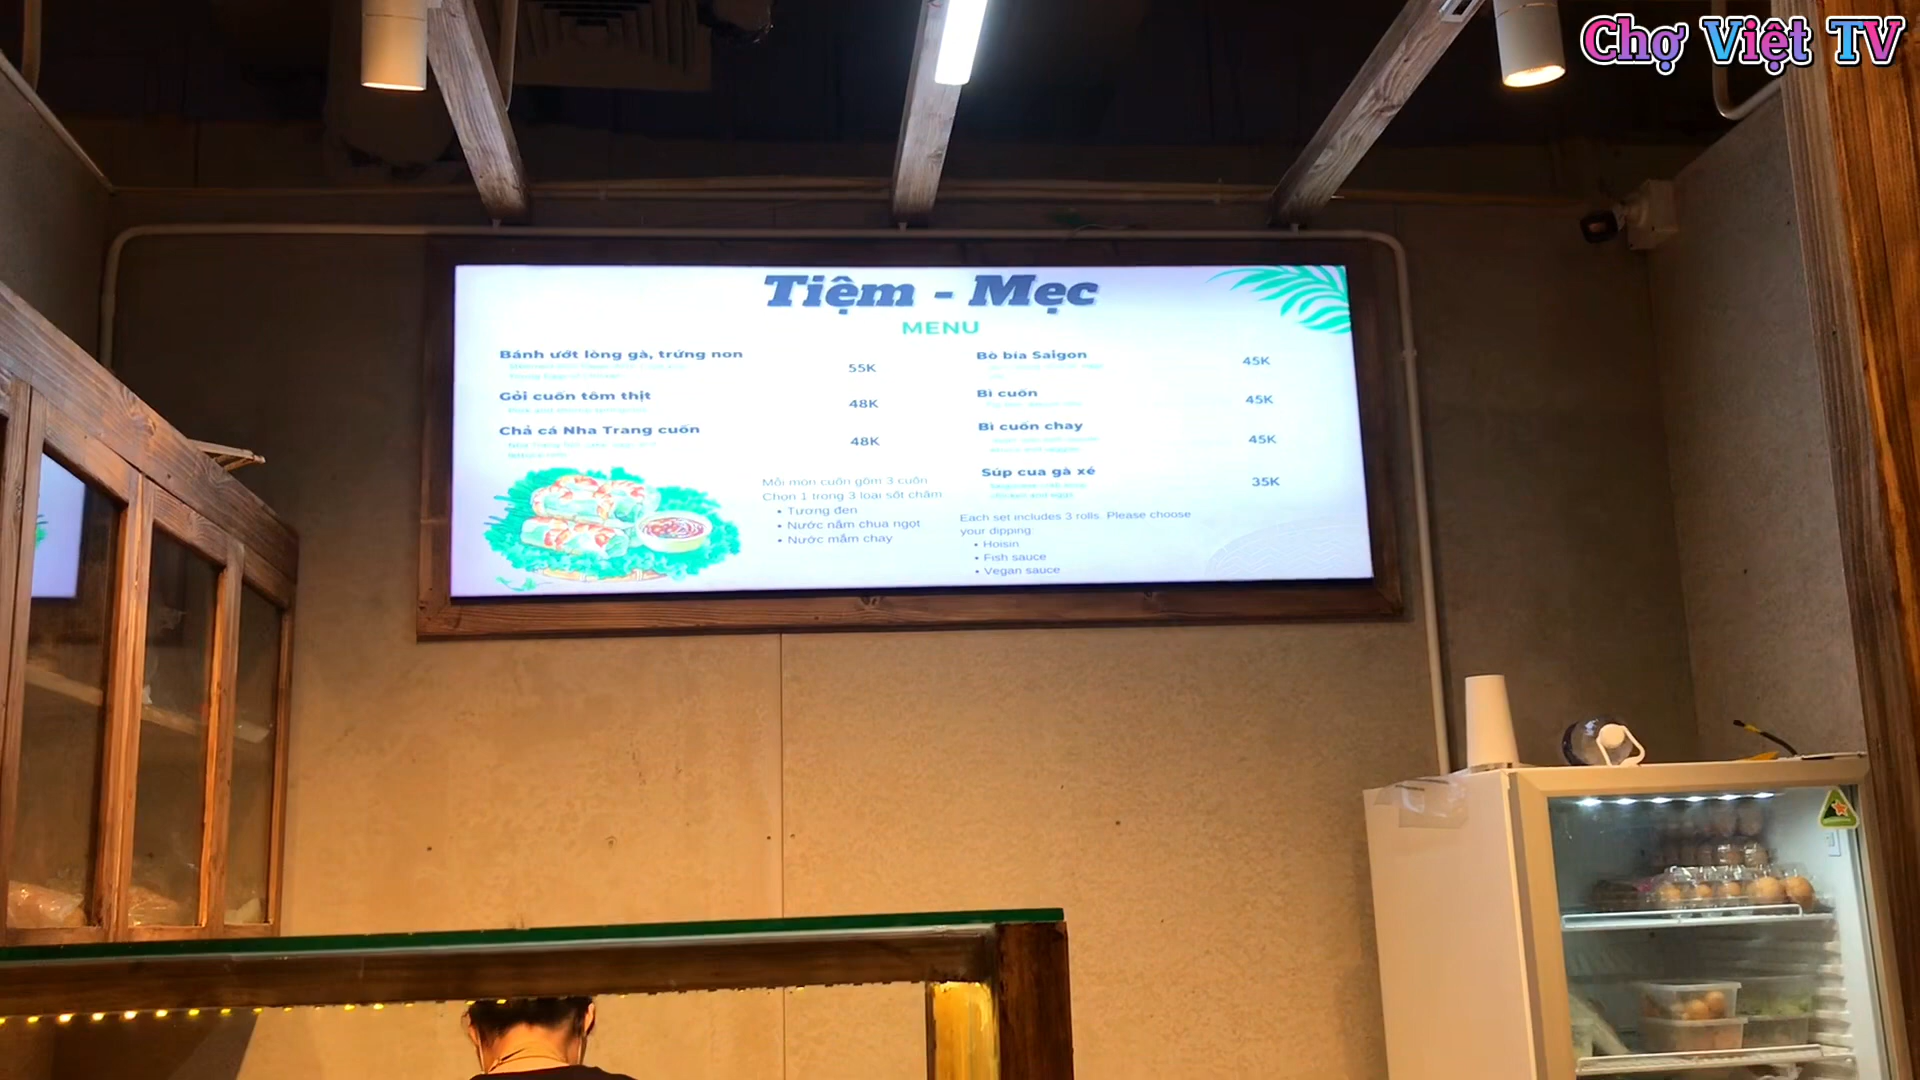 Chợ Việt TV
Tiệm - Mẹc
MENU
Bánh ướt lòng gà, trứng non
55K
Gỏi cuốn tôm thịt
48K
Chả cá Nha Trang cuốn
48K
Mỗi món cuốn gồm 3 cuốn
Chọn 1 trong 3 loại sốt chấm
• Tương đen
• Nước mắm chua ngọt
• Nước mắm chay
Bò bía Saigon
45K
Bì cuốn
45K
Bì cuốn chay
45K
Súp cua gà xé
35K
Each set includes 3 rolls. Please choose
your dipping:
• Hoisin
• Fish sauce
• Vegan sauce